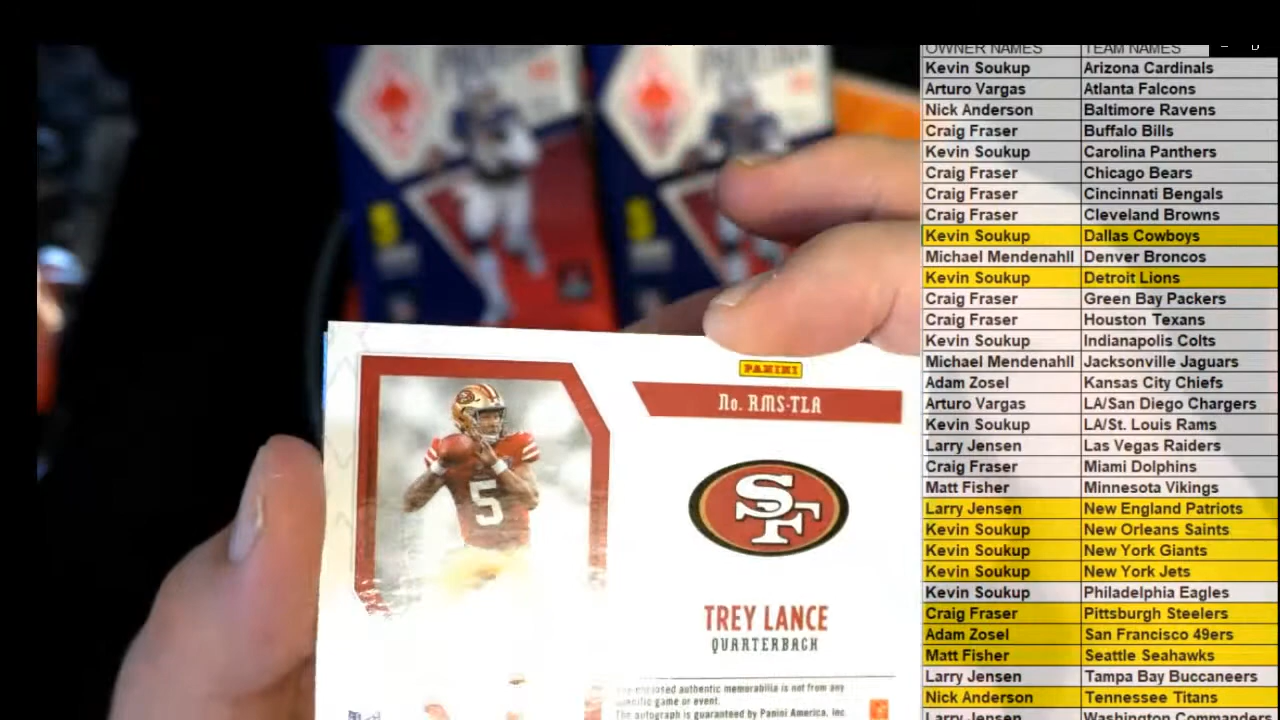 OWNER NAMES TEAM NAMES
Kevin Soukup Arizona Cardinals
Arturo Vargas Atlanta Falcons
Nick Anderson Baltimore Ravens
Craig Fraser Buffalo Bills
Kevin Soukup Carolina Panthers
Craig Fraser Chicago Bears
Craig Fraser Cincinnati Bengals
Craig Fraser Cleveland Browns
Kevin Soukup Dallas Cowboys
Michael Mendenahll Denver Broncos
Kevin Soukup Detroit Lions
Craig Fraser Green Bay Packers
Craig Fraser Houston Texans
Kevin Soukup Indianapolis Colts
Michael Mendenahll Jacksonville Jaguars
Adam Zosel Kansas City Chiefs
Arturo Vargas LA/San Diego Chargers
Kevin Soukup LA/St. Louis Rams
Larry Jensen Las Vegas Raiders
Craig Fraser Miami Dolphins
Matt Fisher Minnesota Vikings
Larry Jensen New England Patriots
Kevin Soukup New Orleans Saints
Kevin Soukup New York Giants
Kevin Soukup New York Jets
Kevin Soukup Philadelphia Eagles
Craig Fraser Pittsburgh Steelers
Adam Zosel San Francisco 49ers
Matt Fisher Seattle Seahawks
Larry Jensen Tampa Bay Buccaneers
Nick Anderson Tennessee Titans
Larry Jensen Washington Commanders
PANINI
No. RMS-TLA
5
SF
TREY LANCE
QUARTERBACK
enclosed authentic memorabilia is not from any
specific game or event.
The autograph is guaranteed by Panini America, Inc